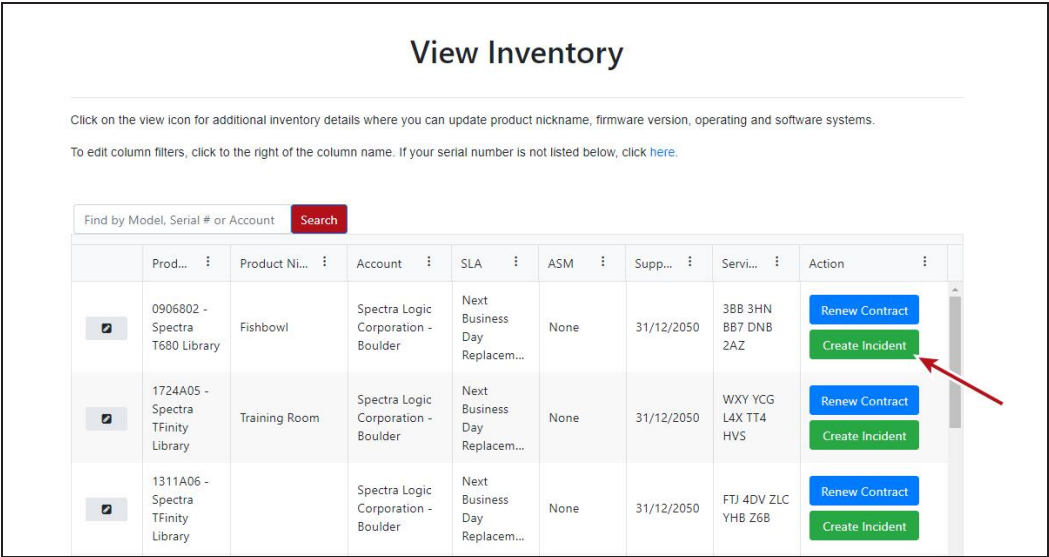 View Inventory
Click on the view icon for additional inventory details where you can update product nickname, firmware version, operating and software systems.
To edit column filters, click to the right of the column name. If your serial number is not listed below, click here.
Find by Model, Serial # or Account Search
Prod... Product Ni... Account SLA ASM Supp... Servi... Action
0906802 -
Spectra
T680 Library
Fishbowl
Spectra Logic
Corporation -
Boulder
Next
Business
Day
Replacem...
None
31/12/2050
3BB 3HN
BB7 DNB
2AZ
Renew Contract
Create Incident
1724A05 -
Spectra
TFinity
Library
Training Room
Spectra Logic
Corporation -
Boulder
Next
Business
Day
Replacem...
None
31/12/2050
WXY YCG
L4X TT4
HVS
Renew Contract
Create Incident
1311A06 -
Spectra
TFinity
Library
Spectra Logic
Corporation -
Boulder
Next
Business
Day
Replacem...
None
31/12/2050
FTJ 4DV ZLC
YHB Z6B
Renew Contract
Create Incident